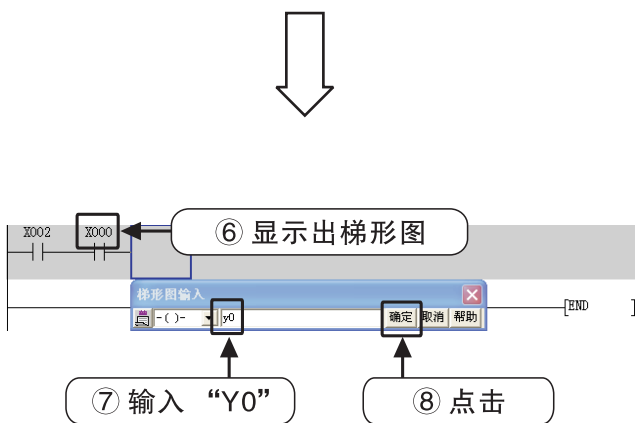 X002 X000
⑥ 显示出梯形图
梯形图输入
-( )- y0 确定 取消 帮助
[END ]
⑦ 输入 “Y0”
⑧ 点击